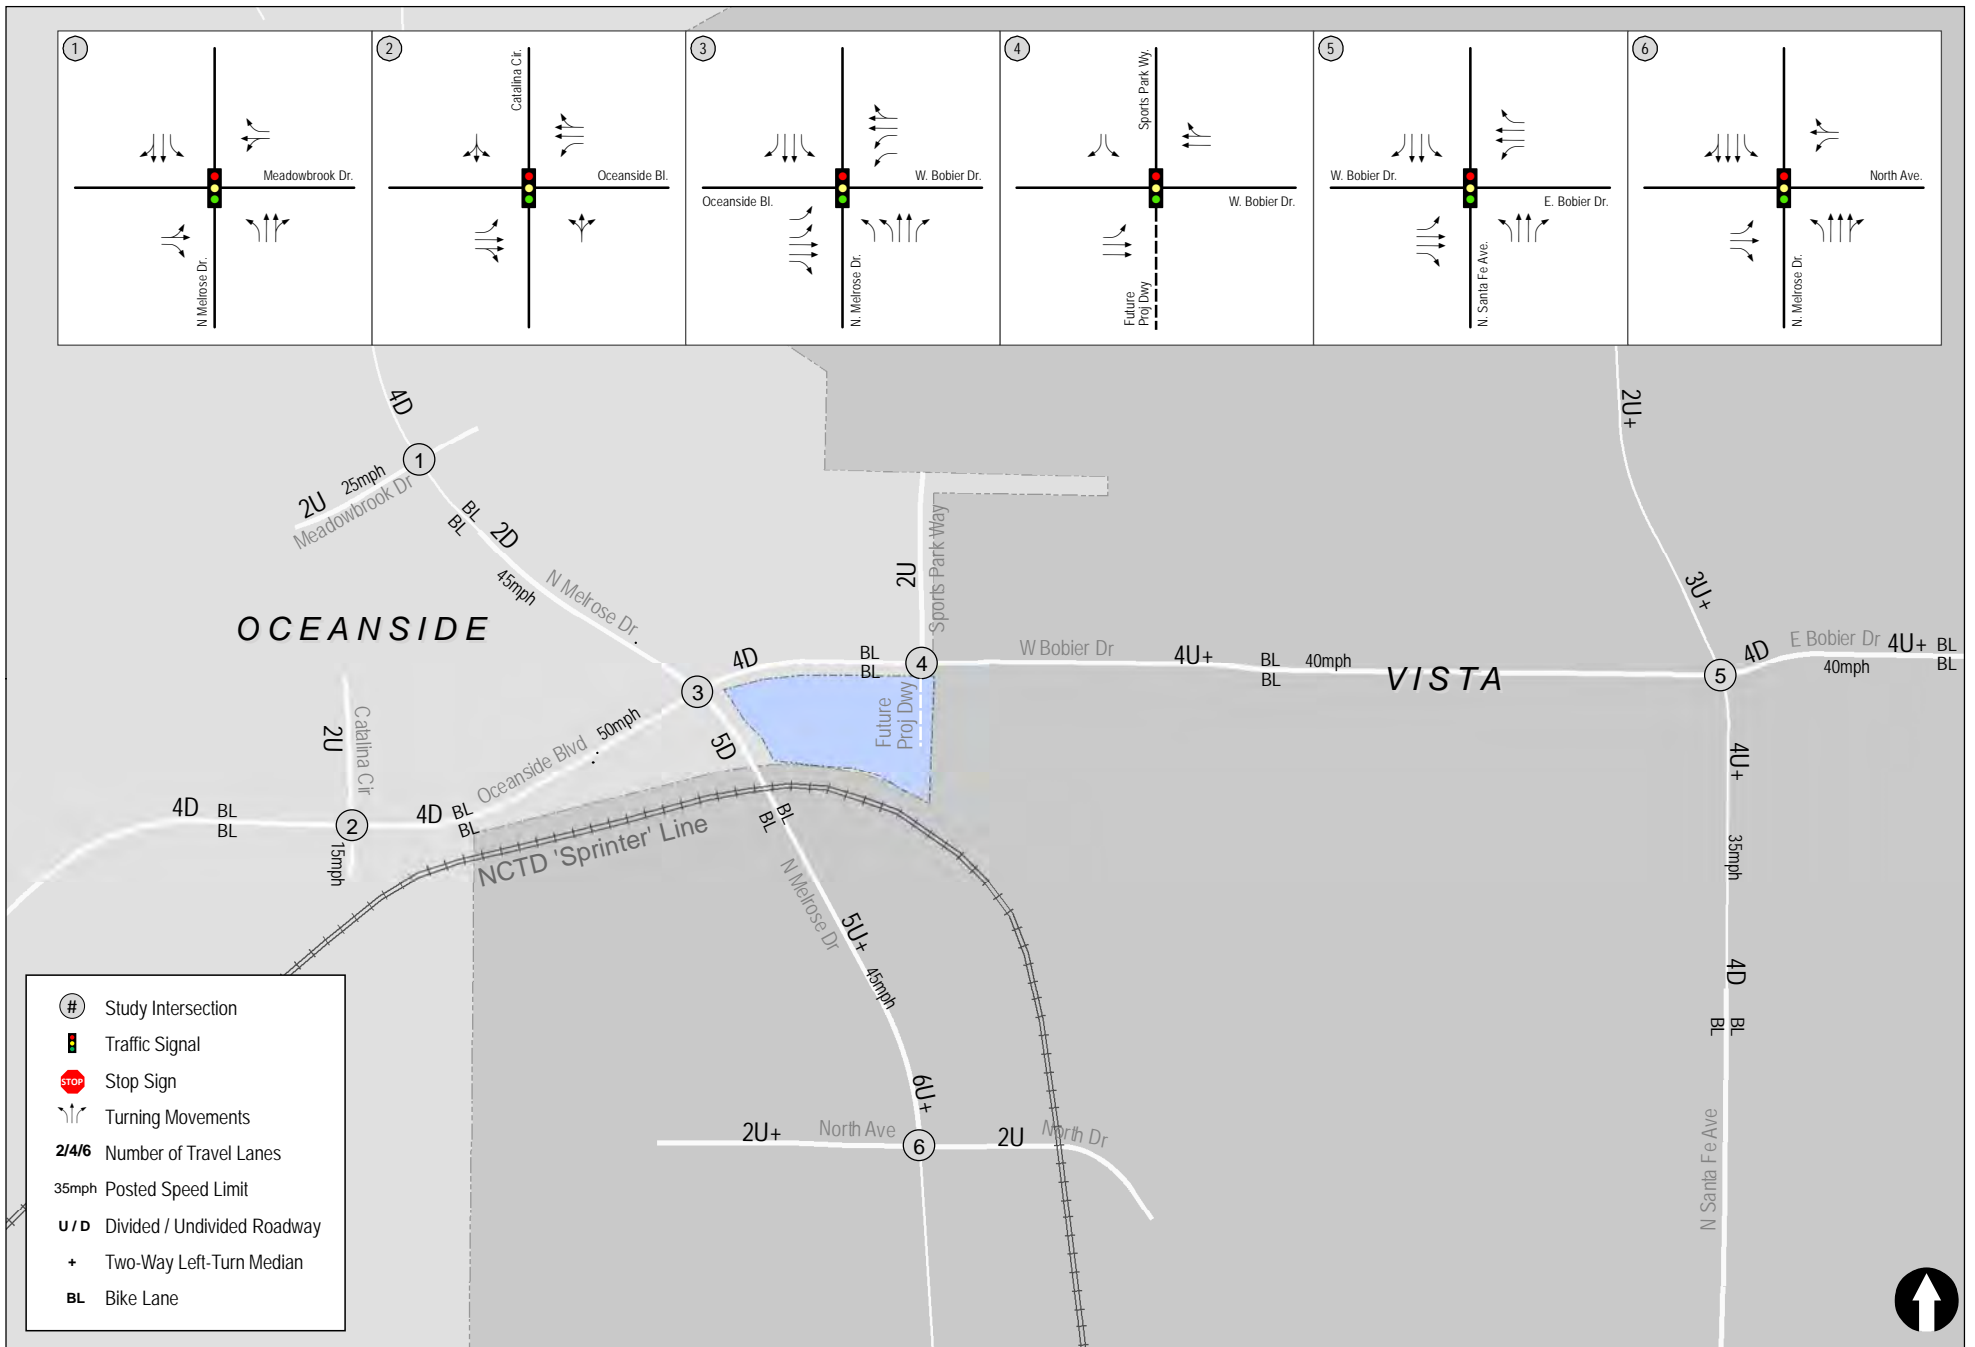 1
Meadowbrook Dr.
N Melrose Dr.
2
Catalina Cir.
Oceanside Bl.
3
W. Bobier Dr.
Oceanside Bl.
N. Melrose Dr.
4
Sports Park Wy.
W. Bobier Dr.
Future
Proj Dwy
5
W. Bobier Dr.
E. Bobier Dr.
N. Santa Fe Ave.
6
North Ave.
N. Melrose Dr.
4D
1
2U
25mph
Meadowbrook Dr
BL
BL
2D
45mph
N Melrose Dr
OCEANSIDE
2U+
2U
Sports Park Way
3U+
4D
BL
BL
4
W Bobier Dr
4U+
BL
BL
40mph
VISTA
5
4D
E Bobier Dr
4U+
BL
BL
40mph
3
5D
Future
Proj Dwy
2U
Catalina Cir
Oceanside Blvd
50mph
4D
BL
BL
2
15mph
4D
BL
BL
NCTD 'Sprinter' Line
BL
BL
N Melrose Dr
5U+
45mph
6U+
2U+
North Ave
6
2U
North Dr
4U+
35mph
4D
BL
BL
N Santa Fe Ave
# Study Intersection
Traffic Signal
STOP Stop Sign
Turning Movements
2/4/6 Number of Travel Lanes
35mph Posted Speed Limit
U / D Divided / Undivided Roadway
+ Two-Way Left-Turn Median
BL Bike Lane